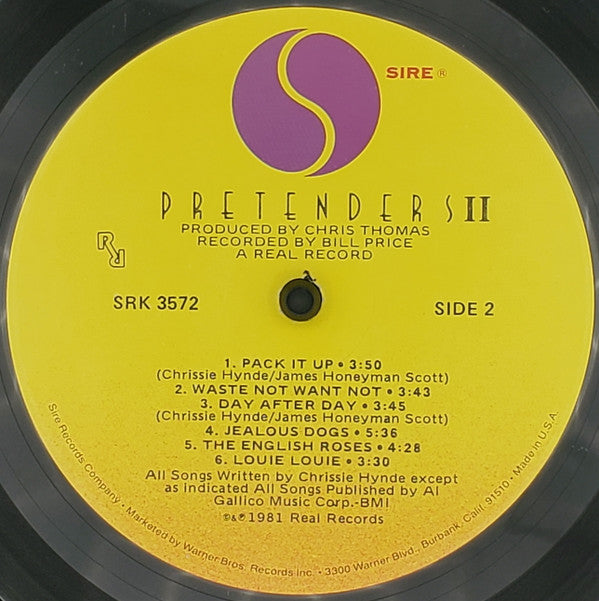 SIRE ®
PRETENDERS II
PRODUCED BY CHRIS THOMAS
RECORDED BY BILL PRICE
A REAL RECORD
SRK 3572
SIDE 2
1. PACK IT UP • 3:50
(Chrissie Hynde/James Honeyman Scott)
2. WASTE NOT WANT NOT • 3:43
3. DAY AFTER DAY • 3:45
(Chrissie Hynde/James Honeyman Scott)
4. JEALOUS DOGS • 5:36
5. THE ENGLISH ROSES • 4:28
6. LOUIE LOUIE • 3:30
All Songs Written by Chrissie Hynde except
as indicated All Songs Published by Al
Gallico Music Corp.-BMI
©&℗1981 Real Records
Sire Records Company • Marketed by Warner Bros. Records Inc. • 3300 Warner Blvd., Burbank, Calif. 91510 • Made in U.S.A.